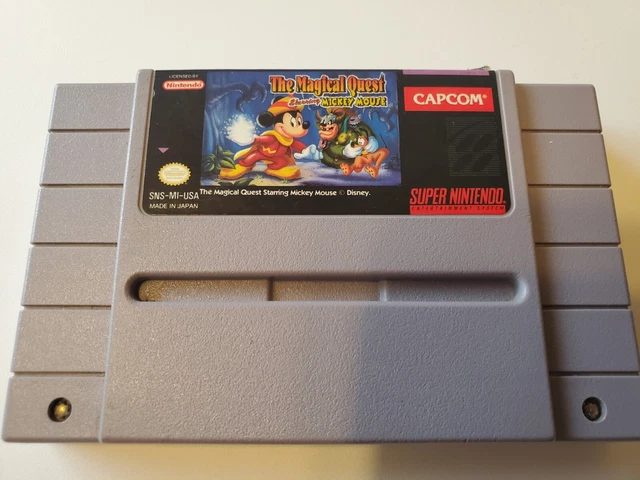 LICENSED BY
Nintendo
The Magical Quest
Starring MICKEY MOUSE
CAPCOM
SNS-M1-USA
MADE IN JAPAN
The Magical Quest Starring Mickey Mouse © Disney.
SUPER NINTENDO
ENTERTAINMENT SYSTEM